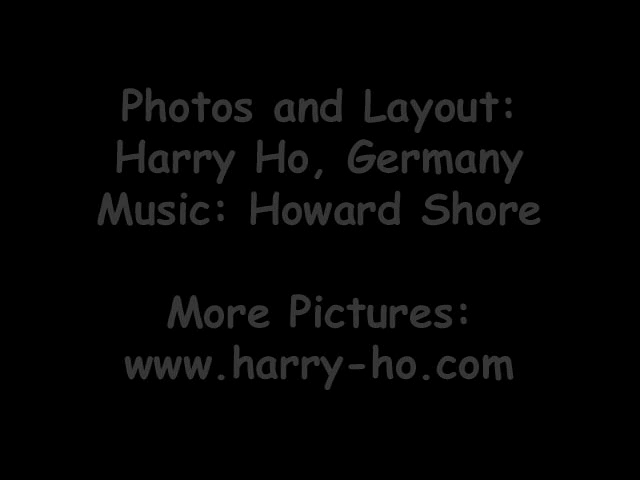 Photos and Layout:
Harry Ho, Germany
Music: Howard Shore
More Pictures:
www.harry-ho.com